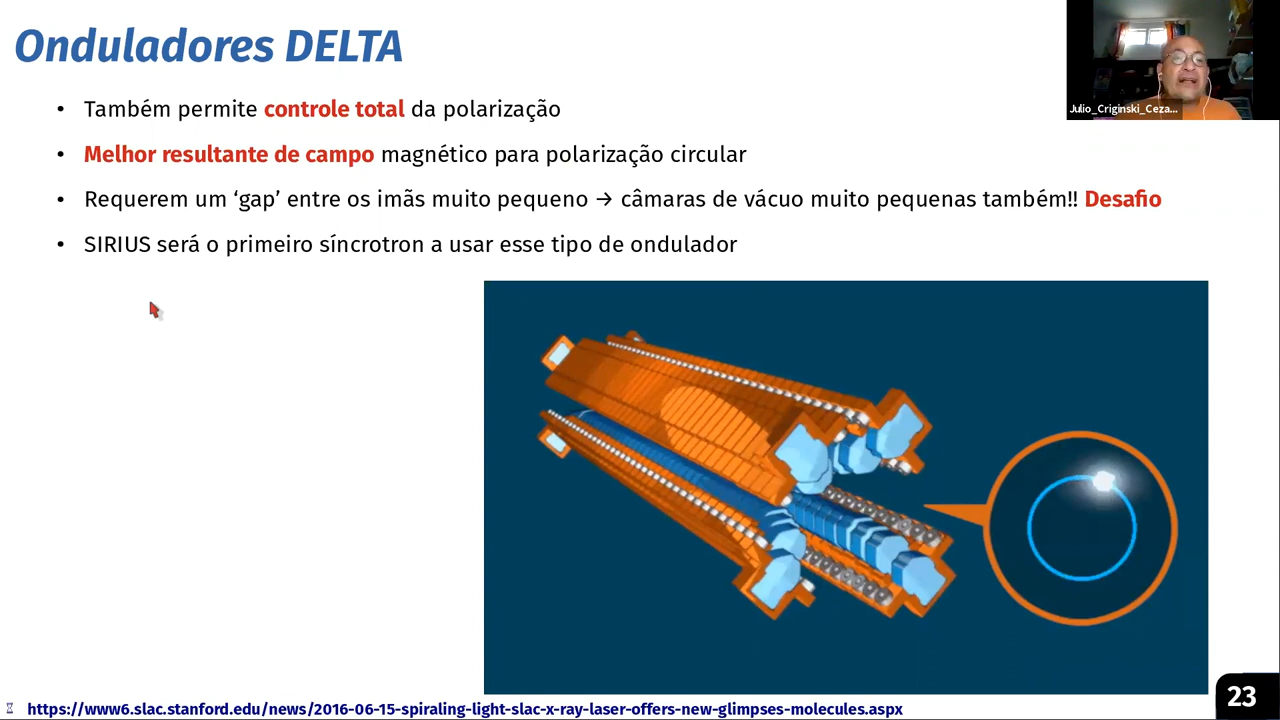 Onduladores DELTA
Julio_Criginski_Ceza...
• Também permite controle total da polarização
• Melhor resultante de campo magnético para polarização circular
• Requerem um ‘gap’ entre os imãs muito pequeno → câmaras de vácuo muito pequenas também!! Desafio
• SIRIUS será o primeiro síncrotron a usar esse tipo de ondulador
https://www6.slac.stanford.edu/news/2016-06-15-spiraling-light-slac-x-ray-laser-offers-new-glimpses-molecules.aspx
23